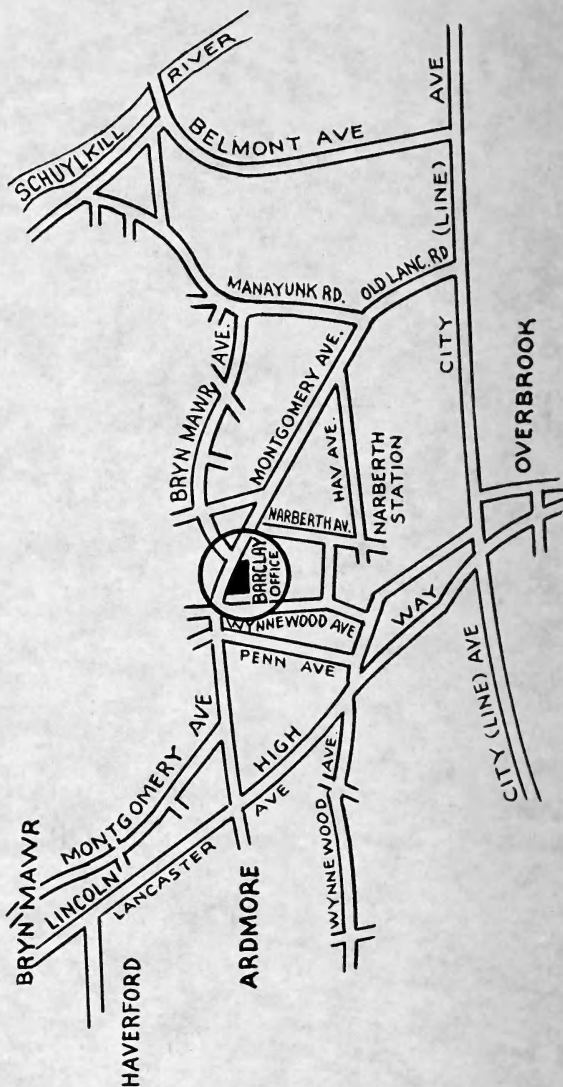 SCHUYLKILL
RIVER
BELMONT AVE
AVE
(LINE)
CITY
MANAYUNK RD.
OLD LANC. RD
BRYN MAWR
AVE.
MONTGOMERY AVE.
HAV AVE.
NARBERTH AV.
NARBERTH
STATION
BARCLAY
OFFICE
OVERBROOK
WYNNEWOOD AVE
PENN AVE
WAY
HIGH
CITY (LINE) AVE
MONTGOMERY AVE
BRYN MAWR
LINCOLN
LANCASTER AVE
WYNNEWOOD AVE.
ARDMORE
HAVERFORD